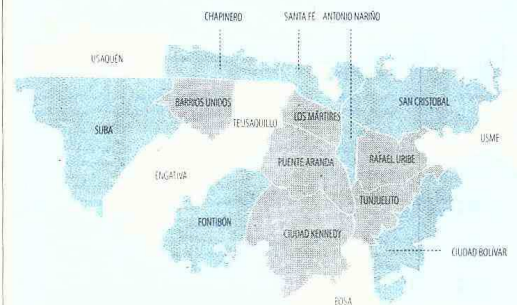 CHAPINERO
SANTA FÉ
ANTONIO NARIÑO
USAQUÉN
SUBA
BARRIOS UNIDOS
TEUSAQUILLO
LOS MÁRTIRES
SAN CRISTOBAL
USME
ENGATIVA
PUENTE ARANDA
RAFAEL URIBE
TUNJUELITO
FONTIBÓN
CIUDAD KENNEDY
CIUDAD BOLÍVAR
BOSA